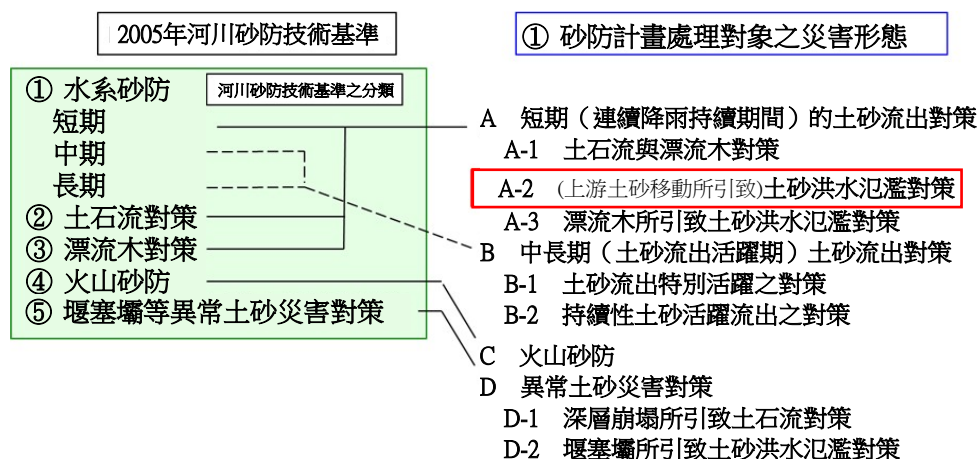 2005年河川砂防技術基準
① 水系砂防
河川砂防技術基準之分類
短期
中期
長期
② 土石流對策
③ 漂流木對策
④ 火山砂防
⑤ 堰塞壩等異常土砂災害對策
① 砂防計畫處理對象之災害形態
A 短期（連續降雨持續期間）的土砂流出對策
A-1 土石流與漂流木對策
A-2 (上游土砂移動所引致)土砂洪水氾濫對策
A-3 漂流木所引致土砂洪水氾濫對策
B 中長期（土砂流出活躍期）土砂流出對策
B-1 土砂流出特別活躍之對策
B-2 持續性土砂活躍流出之對策
C 火山砂防
D 異常土砂災害對策
D-1 深層崩塌所引致土石流對策
D-2 堰塞壩所引致土砂洪水氾濫對策